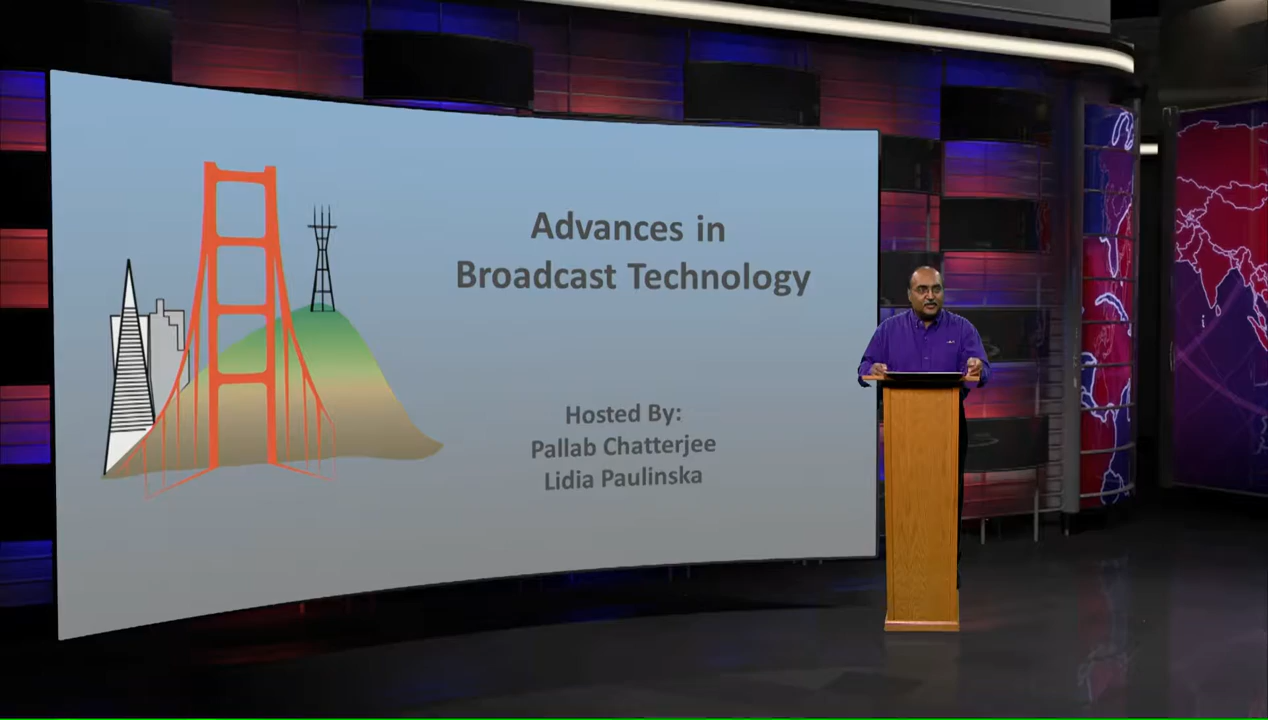 Advances in
Broadcast Technology
Hosted By:
Pallab Chatterjee
Lidia Paulinska